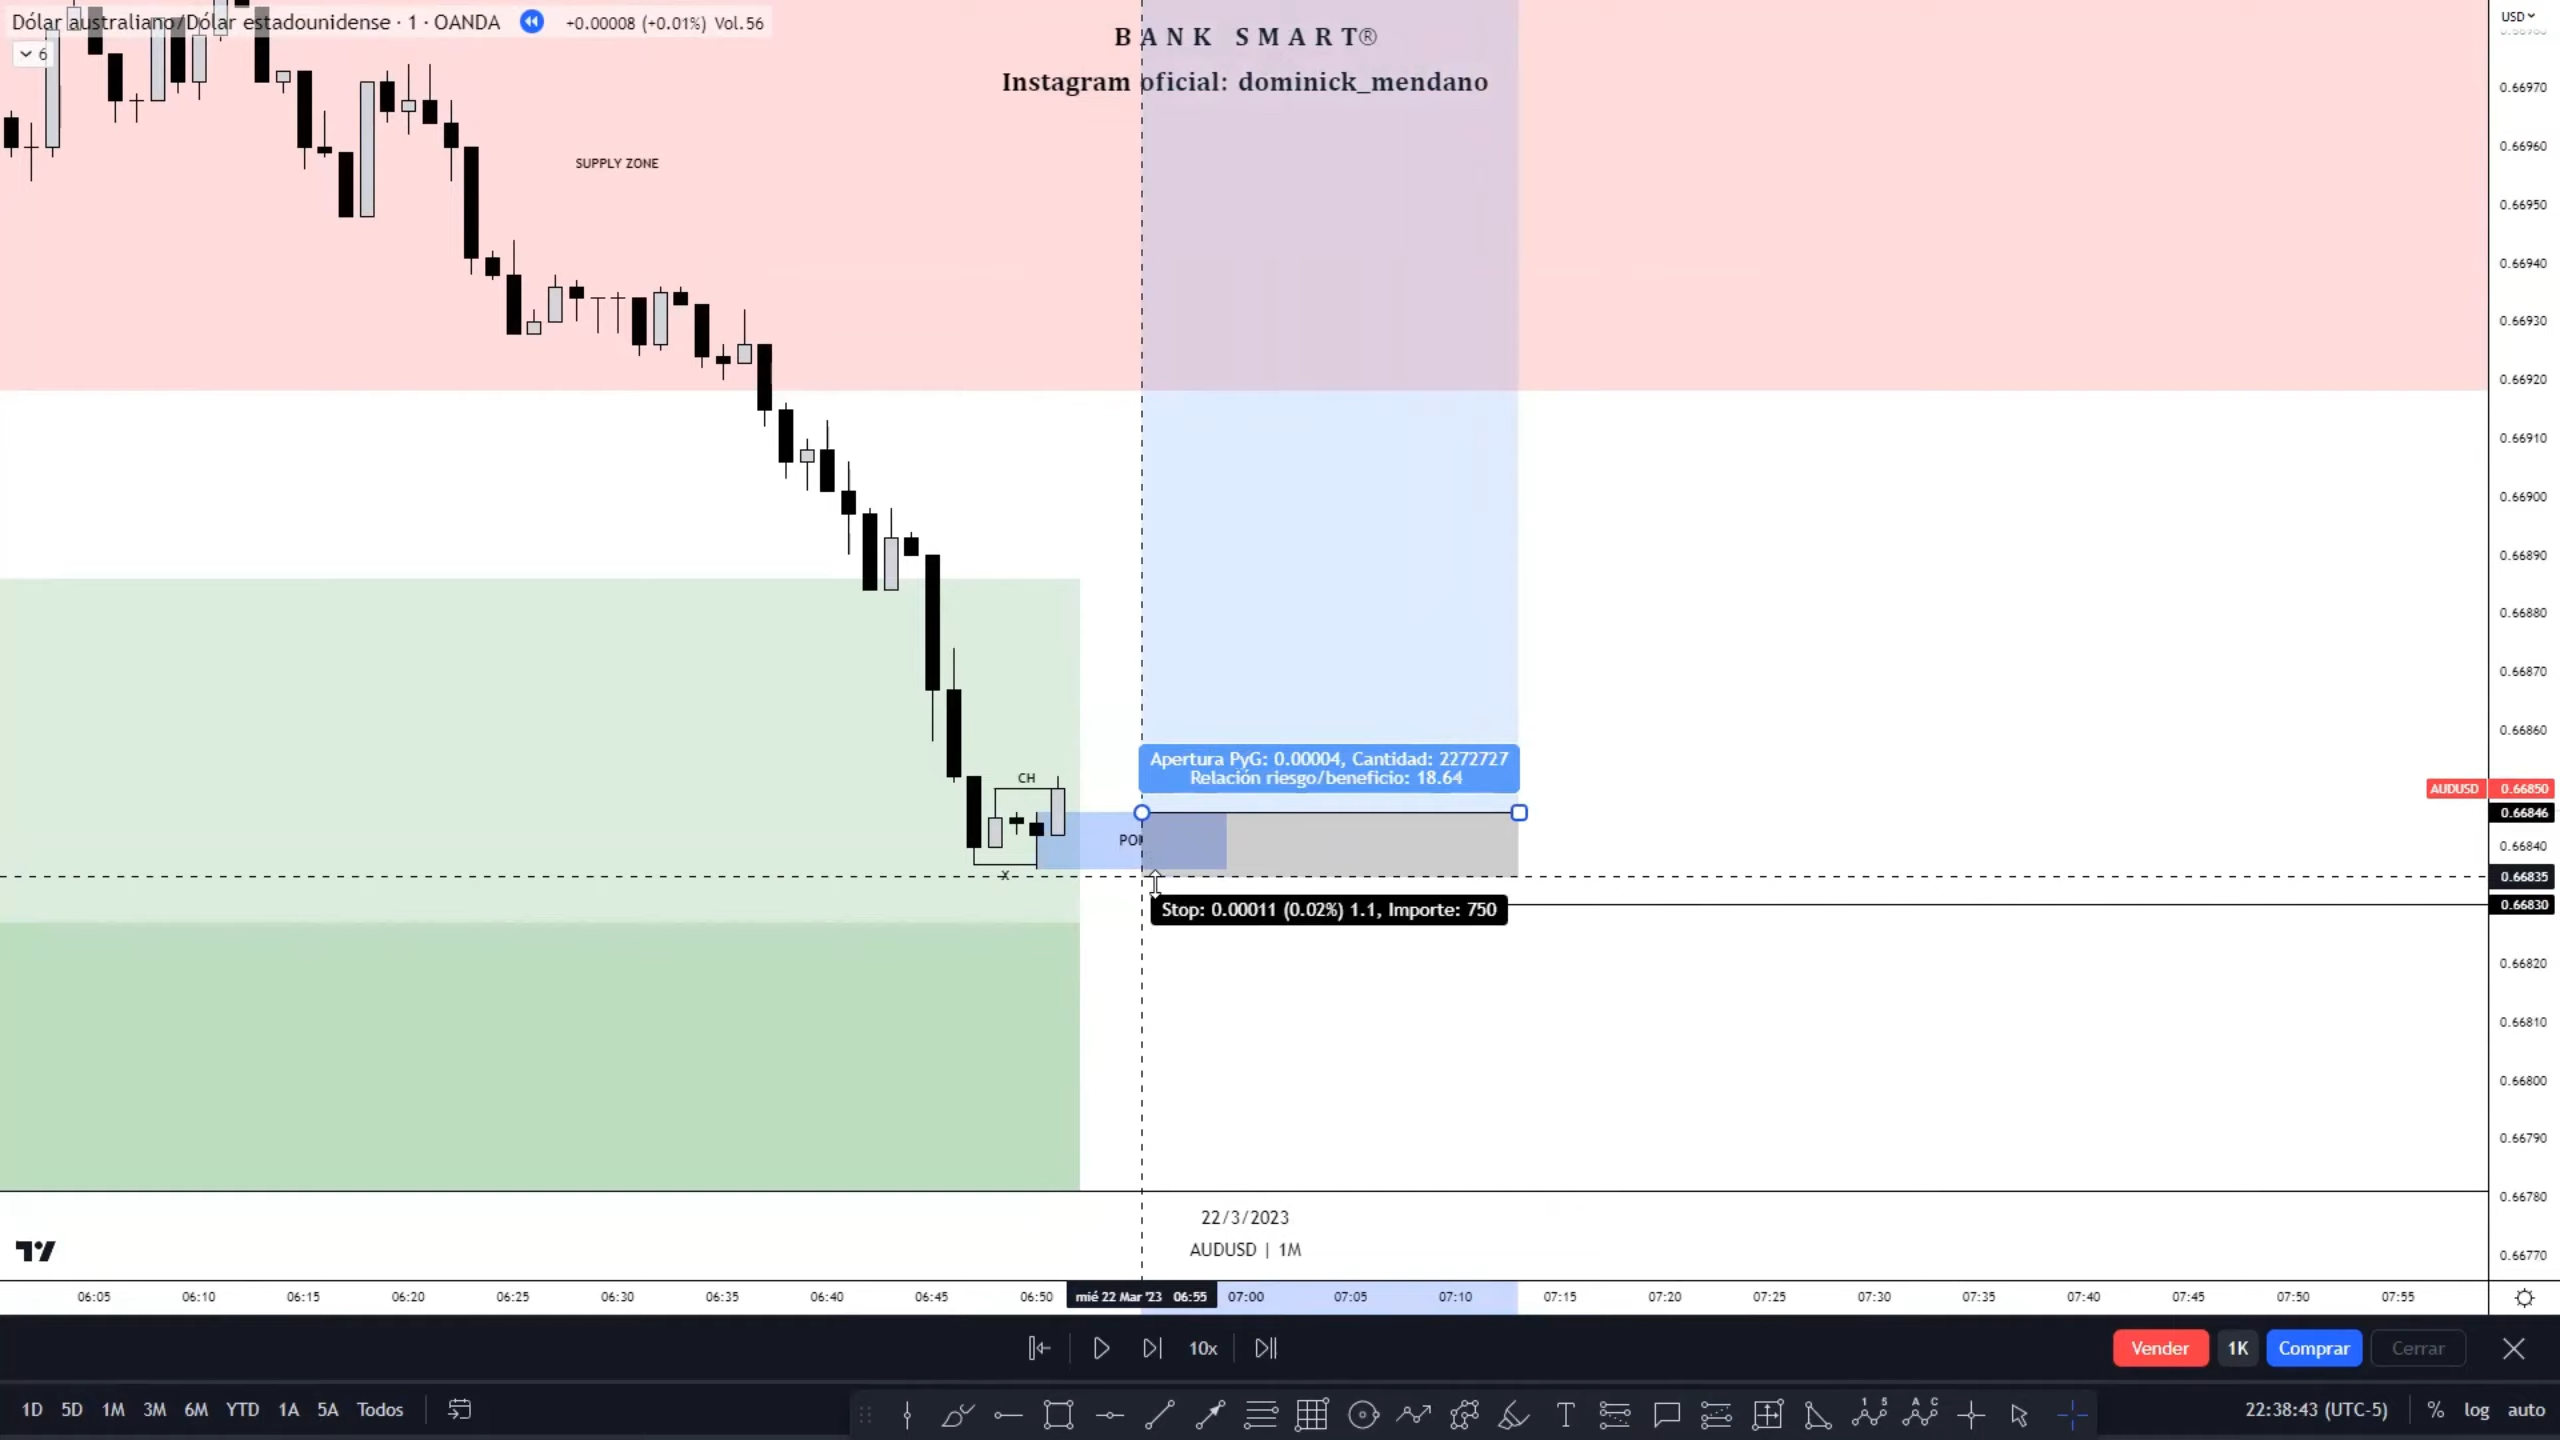 Dólar australiano/Dólar estadounidense · 1 · OANDA +0.00008 (+0.01%) Vol.56
6
BANK SMART®
Instagram oficial: dominick_mendano
USD
0.66970
SUPPLY ZONE
0.66960
0.66950
0.66940
0.66930
0.66920
0.66910
0.66900
0.66890
0.66880
0.66870
0.66860
Apertura PyG: 0.00004, Cantidad: 2272727
Relación riesgo/beneficio: 18.64
CH
AUDUSD 0.66850
0.66846
0.66840
X
0.66835
Stop: 0.00011 (0.02%) 1.1, Importe: 750
0.66830
0.66820
0.66810
0.66800
0.66790
0.66780
22/3/2023
AUDUSD | 1M
0.66770
06:05 06:10 06:15 06:20 06:25 06:30 06:35 06:40 06:45 06:50 mié 22 Mar '23 06:55 07:00 07:05 07:10 07:15 07:20 07:25 07:30 07:35 07:40 07:45 07:50 07:55
10x Vender 1K Comprar Cerrar
1D 5D 1M 3M 6M YTD 1A 5A Todos 22:38:43 (UTC-5) % log auto